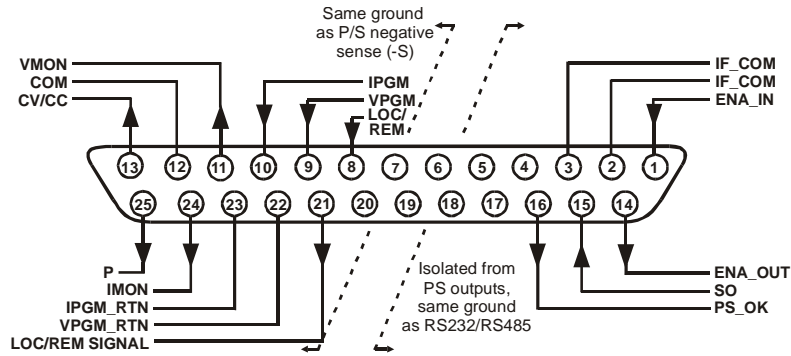 Same ground
as P/S negative
sense (-S)
VMON
COM
CV/CC
IPGM
VPGM
LOC/
REM
IF_COM
IF_COM
ENA_IN
13 12 11 10 9 8 7 6 5 4 3 2 1
25 24 23 22 21 20 19 18 17 16 15 14
P
IMON
IPGM_RTN
VPGM_RTN
LOC/REM SIGNAL
Isolated from
PS outputs,
same ground
as RS232/RS485
ENA_OUT
SO
PS_OK